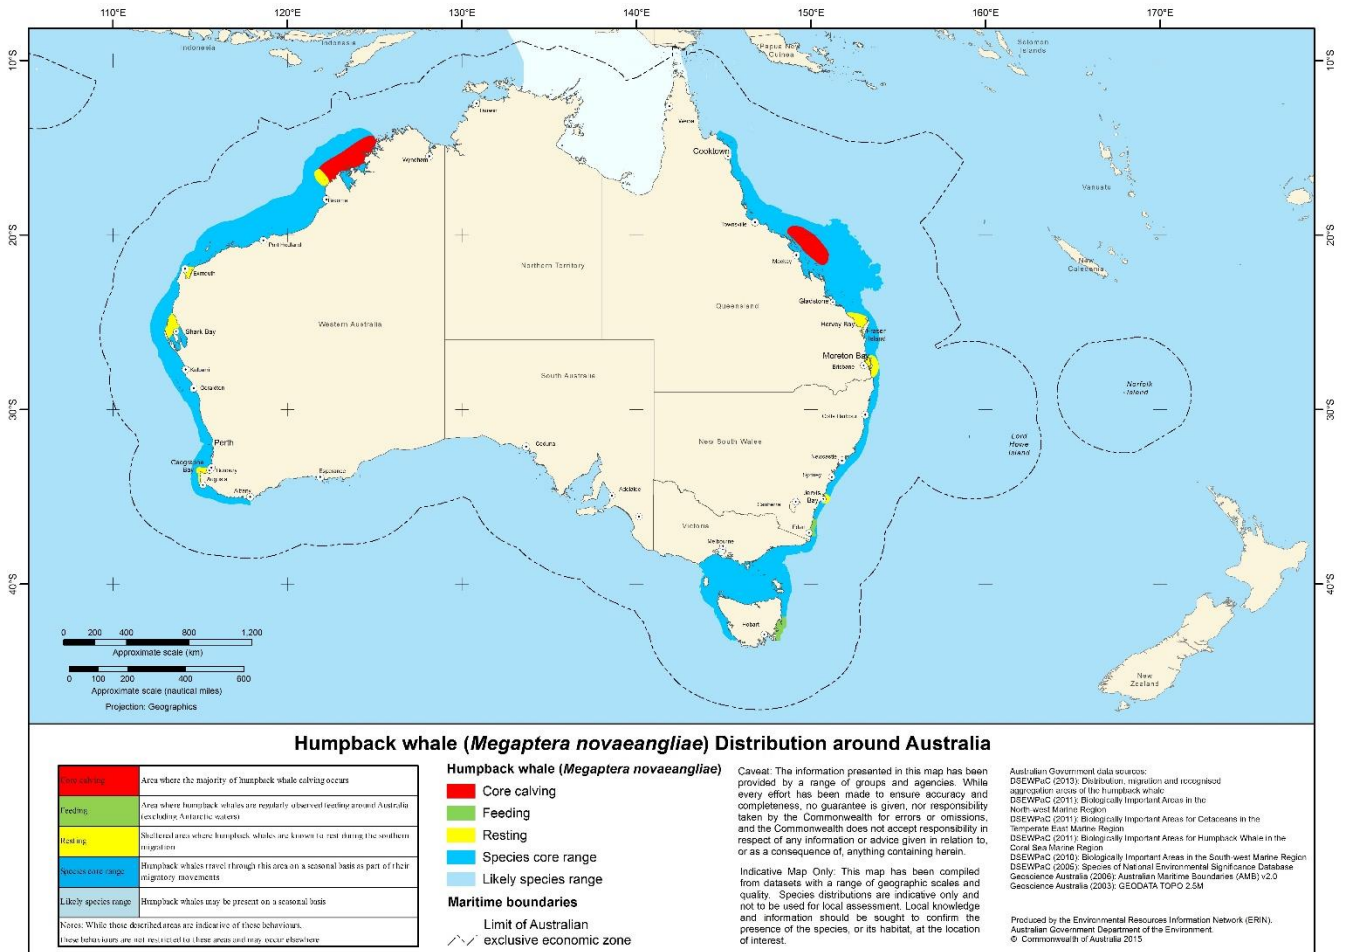 110°E 120°E 130°E 140°E 150°E 160°E 170°E
10°S 10°S
20°S 20°S
30°S 30°S
40°S 40°S
Indonesia
Indonesia
Papua New
Guinea
Solomon
Islands
Darwin
Weipa
Wyndham
Cooktown
Broome
Vanuatu
Townsville
Port Hedland
Mackay
New
Caledonia
Exmouth
Northern Territory
Queensland
Gladstone
Western Australia
Shark Bay
Hervey Bay
Fraser
Island
Moreton Bay
Brisbane
Kalbarri
South Australia
Geraldton
Norfolk
Island
Coffs Harbour
Lord
Howe
Island
Perth
New South Wales
Ceduna
Newcastle
Geographe
Bay
Bunbury
Augusta
Esperance
Sydney
Albany
Adelaide
Jervis
Bay
Canberra
Victoria
Eden
Melbourne
Hobart
New
Zealand
0 200 400 800 1,200
Approximate scale (km)
0 100 200 400 600
Approximate scale (nautical miles)
Projection: Geographics
Humpback whale (Megaptera novaeangliae) Distribution around Australia
Core calving Area where the majority of humpback whale calving occurs
Feeding Area where humpback whales are regularly observed feeding around Australia
(excluding Antarctic waters)
Resting Sheltered area where humpback whales are known to rest during the southern
migration
Species core range Humpback whales travel through this area on a seasonal basis as part of their
migratory movements
Likely species range Humpback whales may be present on a seasonal basis
Notes: While these described areas are indicative of these behaviours,
these behaviours are not restricted to these areas and may occur elsewhere
Humpback whale (Megaptera novaeangliae)
Core calving
Feeding
Resting
Species core range
Likely species range
Maritime boundaries
Limit of Australian
exclusive economic zone
Caveat: The information presented in this map has been
provided by a range of groups and agencies. While
every effort has been made to ensure accuracy and
completeness, no guarantee is given, nor responsibility
taken by the Commonwealth for errors or omissions,
and the Commonwealth does not accept responsibility in
respect of any information or advice given in relation to,
or as a consequence of, anything containing herein.
Indicative Map Only: This map has been compiled
from datasets with a range of geographic scales and
quality. Species distributions are indicative only and
not to be used for local assessment. Local knowledge
and information should be sought to confirm the
presence of the species, or its habitat, at the location
of interest.
Australian Government data sources:
DSEWPaC (2013): Distribution, migration and recognised
aggregation areas of the humpback whale
DSEWPaC (2011): Biologically Important Areas in the
North-west Marine Region
DSEWPaC (2011): Biologically Important Areas for Cetaceans in the
Temperate East Marine Region
DSEWPaC (2011): Biologically Important Areas for Humpback Whale in the
Coral Sea Marine Region
DSEWPaC (2010): Biologically Important Areas in the South-west Marine Region
DSEWPaC (2005): Species of National Environmental Significance Database
Geoscience Australia (2006): Australian Maritime Boundaries (AMB) v2.0
Geoscience Australia (2003): GEODATA TOPO 2.5M
Produced by the Environmental Resources Information Network (ERIN).
Australian Government Department of the Environment.
© Commonwealth of Australia 2015